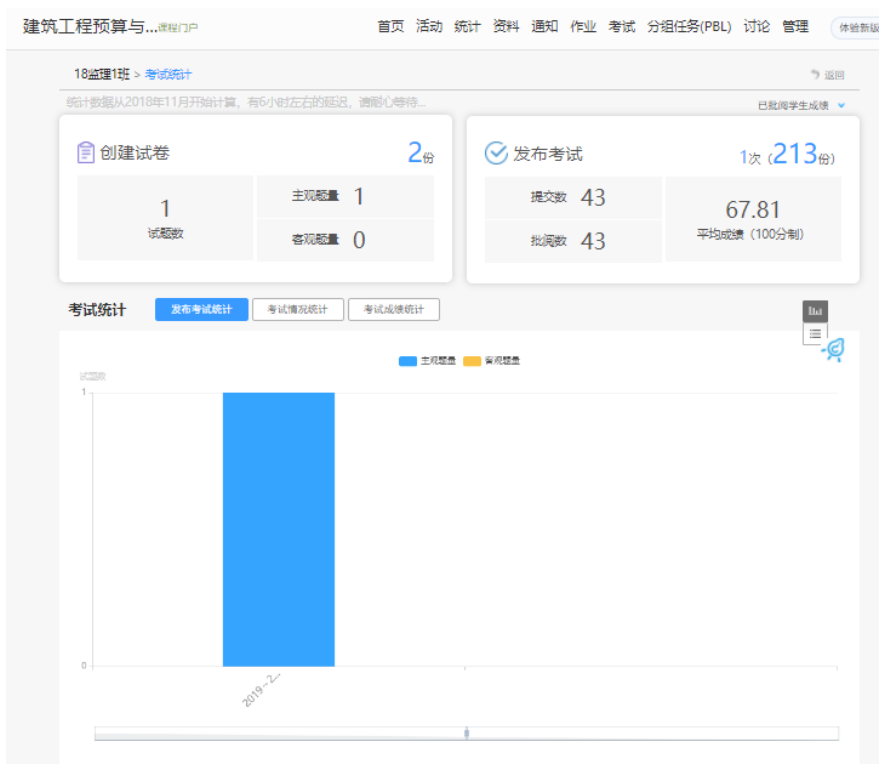 建筑工程预算与...课程门户 首页 活动 统计 资料 通知 作业 考试 分组任务(PBL) 讨论 管理 体验新版
18监理1班 > 考试统计 返回
统计数据从2018年11月开始计算，有6小时左右的延迟，请耐心等待... 已批阅学生成绩
创建试卷 2份
1
试题数
主观题量 1
客观题量 0
发布考试 1次 (213份)
提交数 43
批阅数 43
67.81
平均成绩（100分制）
考试统计 发布考试统计 考试情况统计 考试成绩统计
主观题量 客观题量
试题数
1
0
2019-2...